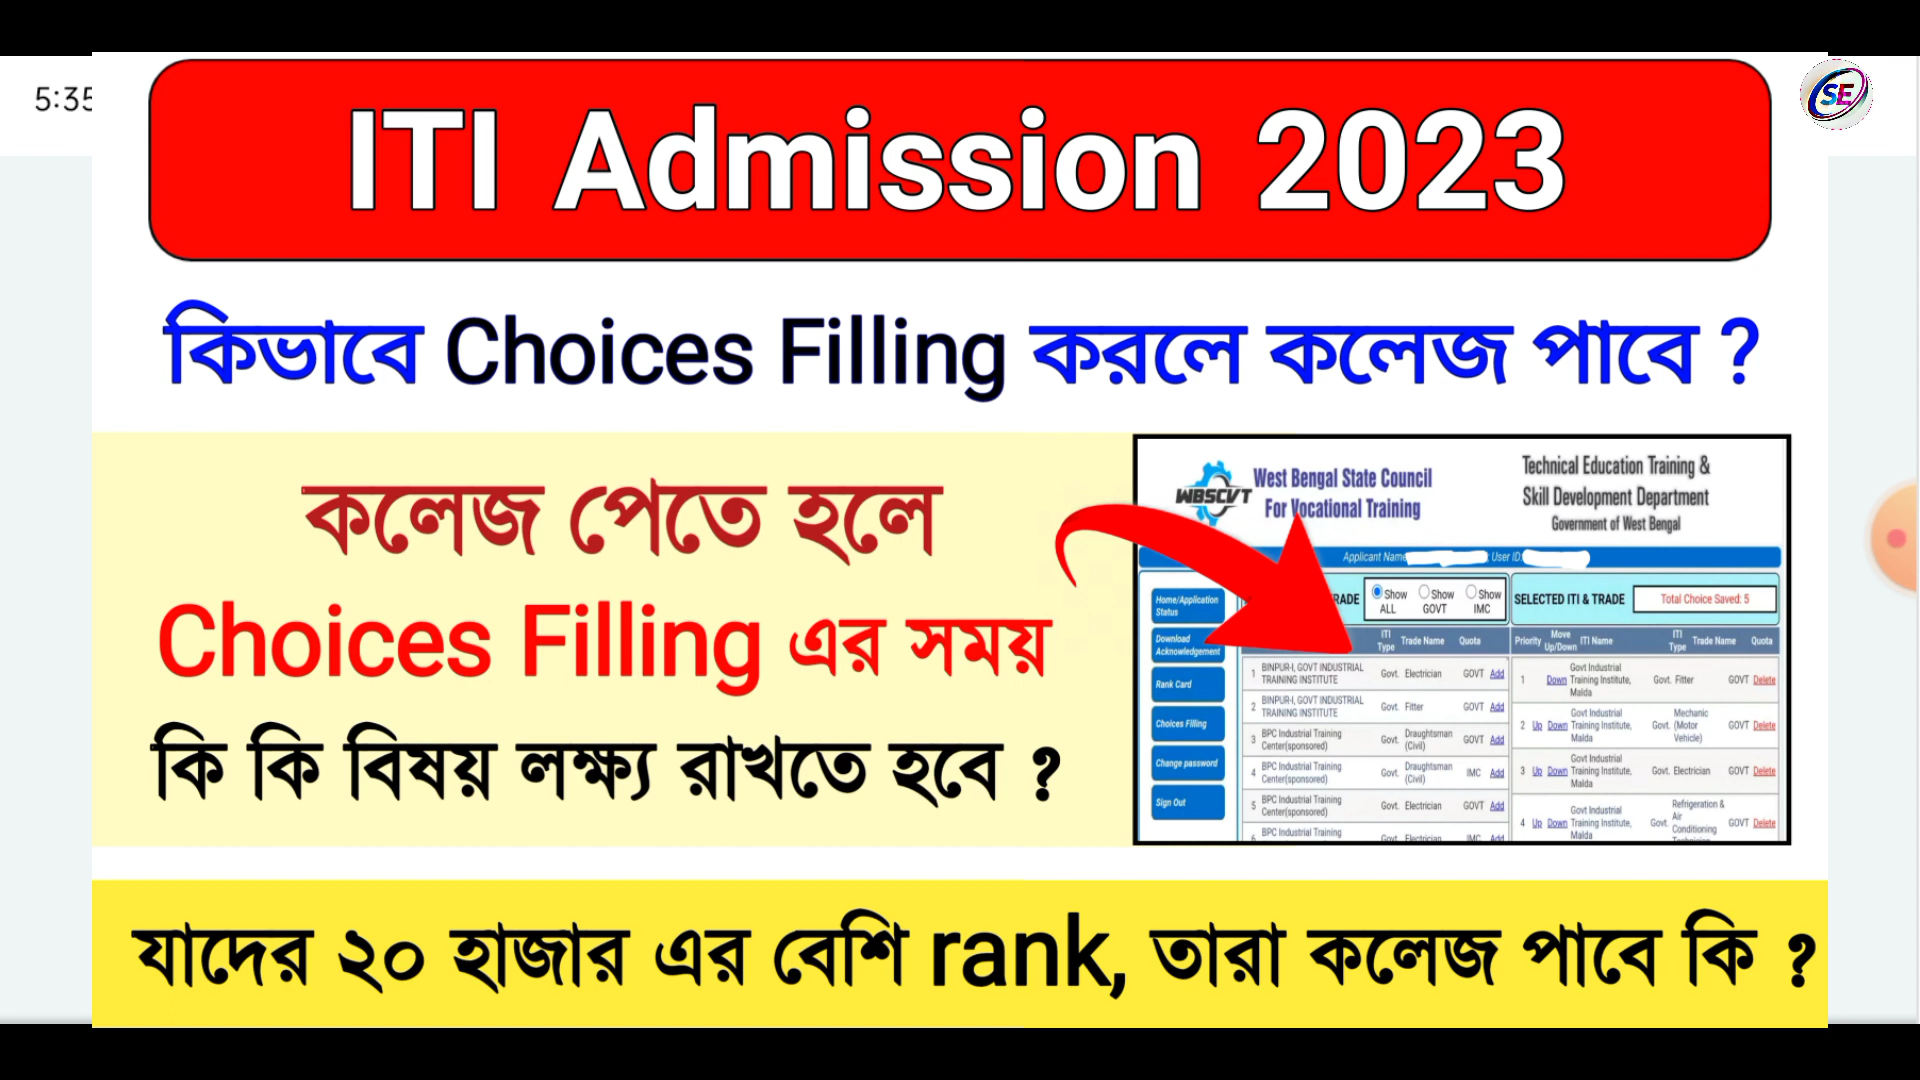 5:35
SE
ITI Admission 2023
কিভাবে Choices Filling করলে কলেজ পাবে ?
কলেজ পেতে হলে
Choices Filling এর সময়
কি কি বিষয় লক্ষ্য রাখতে হবে ?
WBSCVT
West Bengal State Council
For Vocational Training
Technical Education Training &
Skill Development Department
Government of West Bengal
Applicant Name User ID:
Home/Application
Status
Download
Acknowledgement
Rank Card
Choices Filling
Change password
Sign Out
RADE
Show ALL Show GOVT Show IMC
ITI Type Trade Name Quota
1 BINPUR-I, GOVT INDUSTRIAL TRAINING INSTITUTE Govt. Electrician GOVT Add
2 BINPUR-I, GOVT INDUSTRIAL TRAINING INSTITUTE Govt. Fitter GOVT Add
3 BPC Industrial Training Center(sponsored) Govt. Draughtsman (Civil) GOVT Add
4 BPC Industrial Training Center(sponsored) Govt. Draughtsman (Civil) IMC Add
5 BPC Industrial Training Center(sponsored) Govt. Electrician GOVT Add
6 BPC Industrial Training Govt. Electrician IMC Add
SELECTED ITI & TRADE Total Choice Saved: 5
Priority Move Up/Down ITI Name ITI Type Trade Name Quota
1 Down Govt Industrial Training Institute, Malda Govt. Fitter GOVT Delete
2 Up Down Govt Industrial Training Institute, Malda Govt. Mechanic (Motor Vehicle) GOVT Delete
3 Up Down Govt Industrial Training Institute, Malda Govt. Electrician GOVT Delete
4 Up Down Govt Industrial Training Institute, Malda Govt. Refrigeration & Air Conditioning GOVT Delete
যাদের ২০ হাজার এর বেশি rank, তারা কলেজ পাবে কি ?